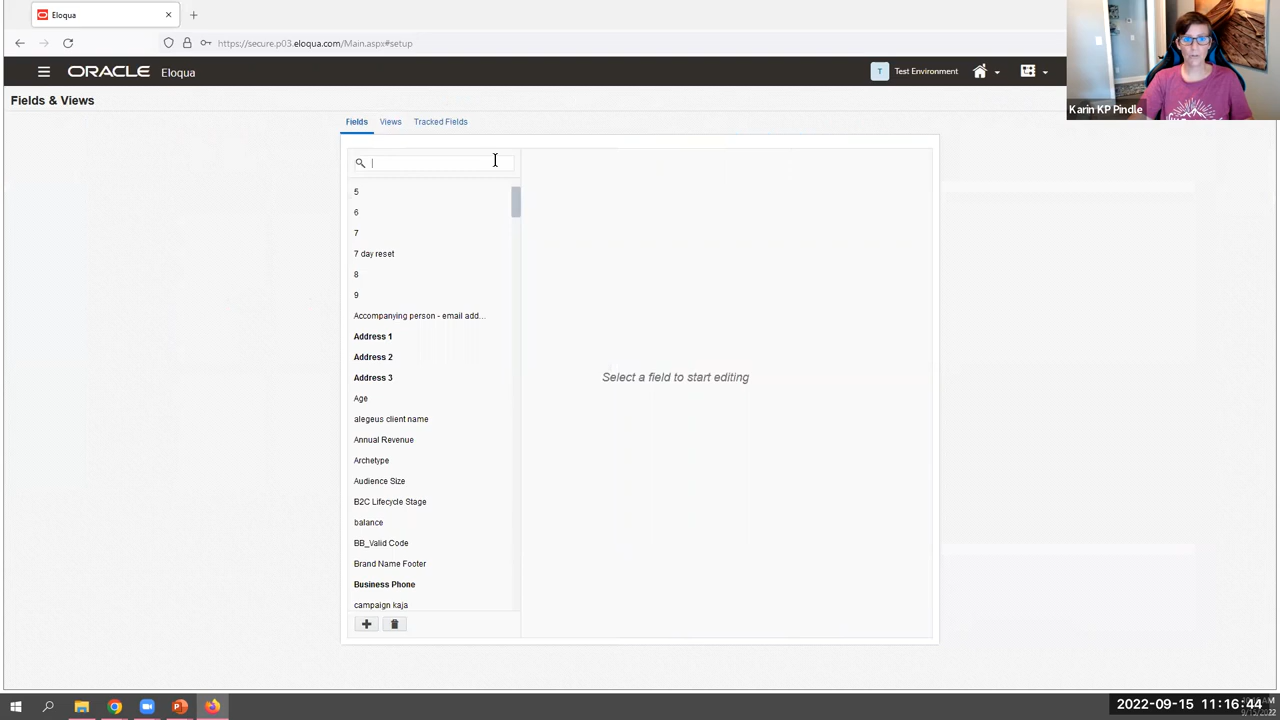 Eloqua
https://secure.p03.eloqua.com/Main.aspx#setup
ORACLE Eloqua
Test Environment
Karin KP Pindle
Fields & Views
Fields Views Tracked Fields
5
6
7
7 day reset
8
9
Accompanying person - email add...
Address 1
Address 2
Address 3
Age
alegeus client name
Annual Revenue
Archetype
Audience Size
B2C Lifecycle Stage
balance
BB_Valid Code
Brand Name Footer
Business Phone
campaign kaja
Select a field to start editing
2022-09-15 11:16:44